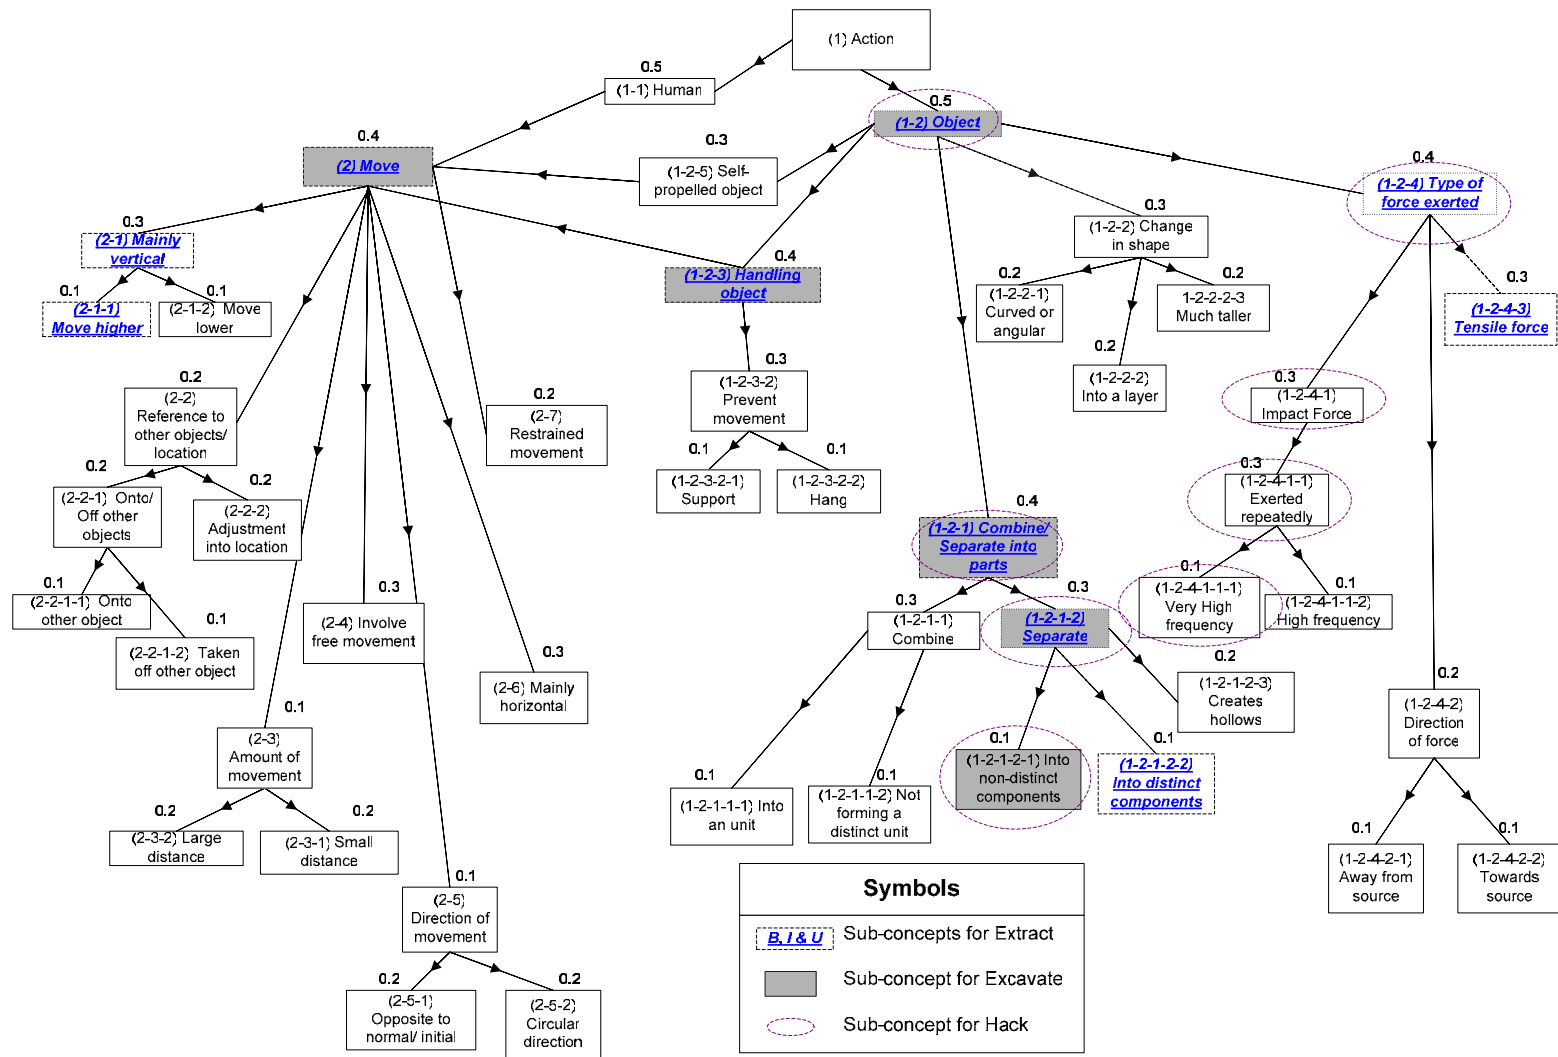 (1) Action
0.5
(1-1) Human
0.5
(1-2) Object
0.4
(2) Move
0.3
(1-2-5) Self-
propelled object
0.4
(1-2-4) Type of
force exerted
0.3
(2-1) Mainly
vertical
0.1
(2-1-1)
Move higher
0.1
(2-1-2) Move
lower
0.4
(1-2-3) Handling
object
0.3
(1-2-2) Change
in shape
0.2
(1-2-2-1)
Curved or
angular
0.2
1-2-2-2-3
Much taller
0.2
(1-2-2-2)
Into a layer
0.3
(1-2-4-3)
Tensile force
0.2
(2-2)
Reference to
other objects/
location
0.2
(2-7)
Restrained
movement
0.3
(1-2-3-2)
Prevent
movement
0.1
(1-2-3-2-1)
Support
0.1
(1-2-3-2-2)
Hang
0.3
(1-2-4-1)
Impact Force
0.3
(1-2-4-1-1)
Exerted
repeatedly
0.2
(2-2-1) Onto/
Off other
objects
0.2
(2-2-2)
Adjustment
into location
0.4
(1-2-1) Combine/
Separate into
parts
0.1
(1-2-4-1-1-1)
Very High
frequency
0.1
(1-2-4-1-1-2)
High frequency
0.1
(2-2-1-1) Onto
other object
0.1
(2-2-1-2) Taken
off other object
0.3
(2-4) Involve
free movement
0.3
(2-6) Mainly
horizontal
0.3
(1-2-1-1)
Combine
0.3
(1-2-1-2)
Separate
0.2
(1-2-1-2-3)
Creates
hollows
0.2
(1-2-4-2)
Direction
of force
0.1
(2-3)
Amount of
movement
0.2
(2-3-2) Large
distance
0.2
(2-3-1) Small
distance
0.1
(1-2-1-1-1) Into
an unit
0.1
(1-2-1-1-2) Not
forming a
distinct unit
0.1
(1-2-1-2-1) Into
non-distinct
components
0.1
(1-2-1-2-2)
Into distinct
components
0.1
(1-2-4-2-1)
Away from
source
0.1
(1-2-4-2-2)
Towards
source
0.1
(2-5)
Direction of
movement
0.2
(2-5-1)
Opposite to
normal/ initial
0.2
(2-5-2)
Circular
direction
Symbols
B, I & U Sub-concepts for Extract
Sub-concept for Excavate
Sub-concept for Hack